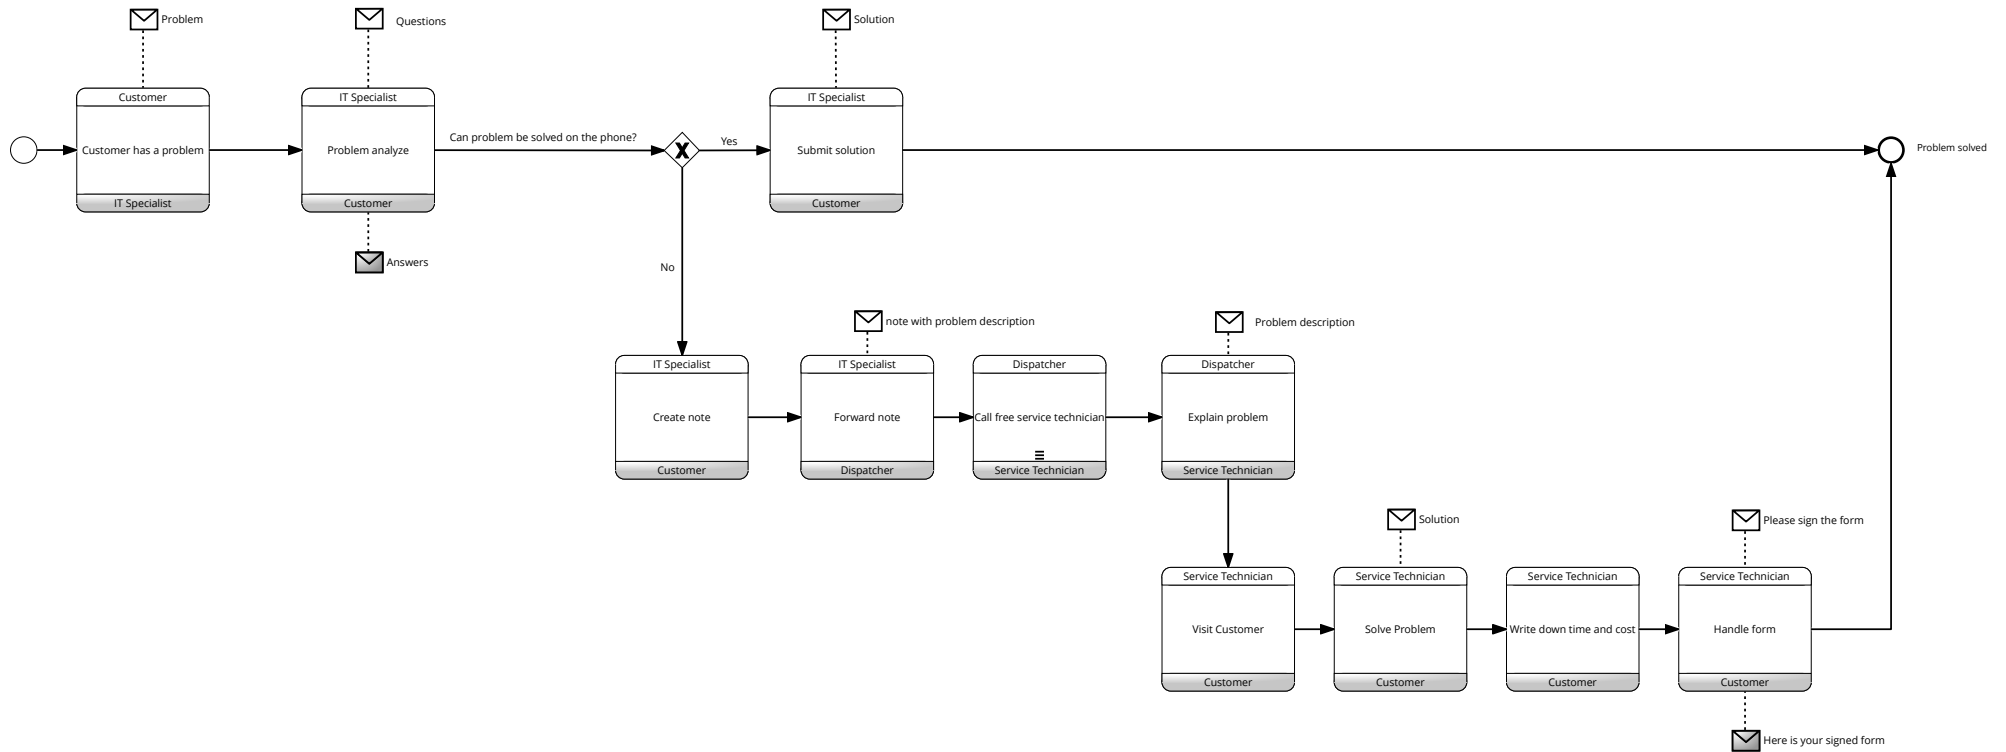 Problem
Questions
Solution
Customer
Customer has a problem
IT Specialist
IT Specialist
Problem analyze
Customer
Answers
Can problem be solved on the phone?
X
Yes
No
IT Specialist
Submit solution
Customer
Problem solved
note with problem description
Problem description
IT Specialist
Create note
Customer
IT Specialist
Forward note
Dispatcher
Dispatcher
Call free service technician
Service Technician
Dispatcher
Explain problem
Service Technician
Solution
Please sign the form
Service Technician
Visit Customer
Customer
Service Technician
Solve Problem
Customer
Service Technician
Write down time and cost
Customer
Service Technician
Handle form
Customer
Here is your signed form